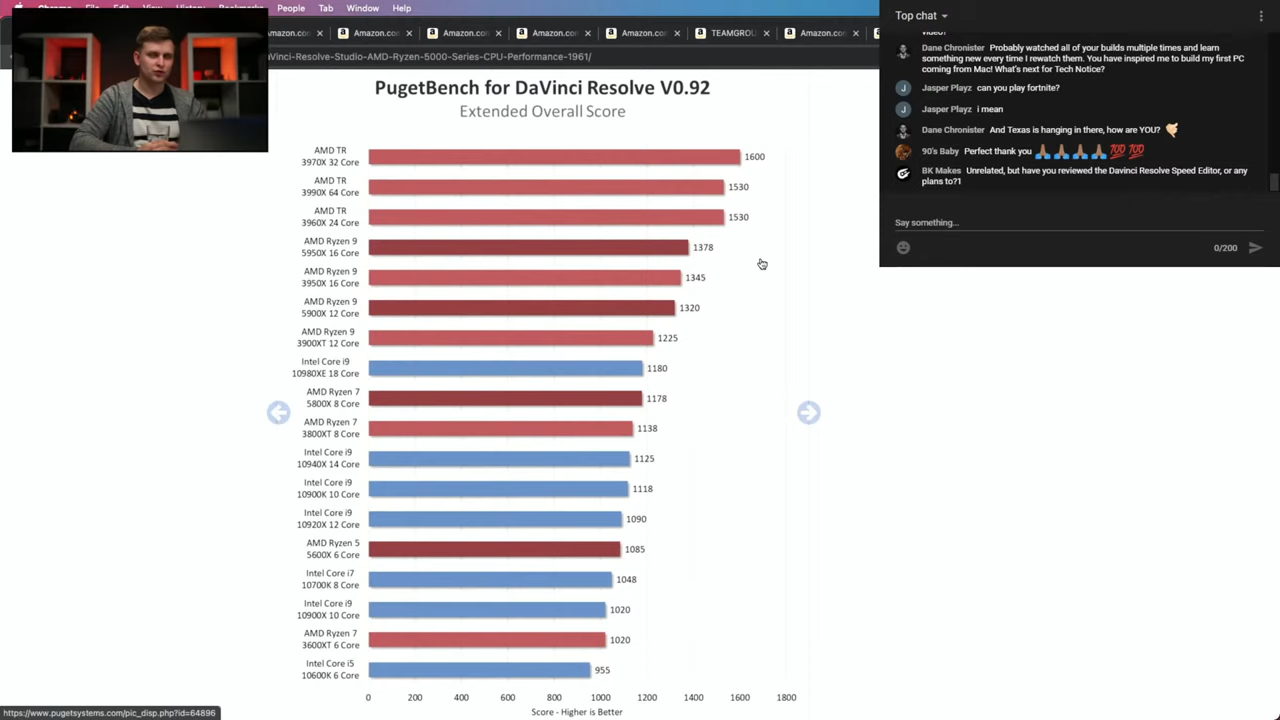 Chrome File Edit View History Bookmarks People Tab Window Help
Amazon.con
Amazon.con
Amazon.con
Amazon.con
Amazon.con
TEAMGROU
Amazon.con
aVinci-Resolve-Studio-AMD-Ryzen-5000-Series-CPU-Performance-1961/
PugetBench for DaVinci Resolve V0.92
Extended Overall Score
AMD TR
3970X 32 Core
1600
AMD TR
3990X 64 Core
1530
AMD TR
3960X 24 Core
1530
AMD Ryzen 9
5950X 16 Core
1378
AMD Ryzen 9
3950X 16 Core
1345
AMD Ryzen 9
5900X 12 Core
1320
AMD Ryzen 9
3900XT 12 Core
1225
Intel Core i9
10980XE 18 Core
1180
AMD Ryzen 7
5800X 8 Core
1178
AMD Ryzen 7
3800XT 8 Core
1138
Intel Core i9
10940X 14 Core
1125
Intel Core i9
10900K 10 Core
1118
Intel Core i9
10920X 12 Core
1090
AMD Ryzen 5
5600X 6 Core
1085
Intel Core i7
10700K 8 Core
1048
Intel Core i9
10900X 10 Core
1020
AMD Ryzen 7
3600XT 6 Core
1020
Intel Core i5
10600K 6 Core
955
0 200 400 600 800 1000 1200 1400 1600 1800
Score - Higher is Better
https://www.pugetsystems.com/pic_disp.php?id=64896
Top chat
video?
Dane Chronister Probably watched all of your builds multiple times and learn
something new every time I rewatch them. You have inspired me to build my first PC
coming from Mac! What's next for Tech Notice?
J Jasper Playz can you play fortnite?
J Jasper Playz i mean
Dane Chronister And Texas is hanging in there, how are YOU? 🤏🏻
90's Baby Perfect thank you 🙏🏽🙏🏽🙏🏽🙏🏽💯💯
BK Makes Unrelated, but have you reviewed the Davinci Resolve Speed Editor, or any
plans to?1
Say something...
0/200